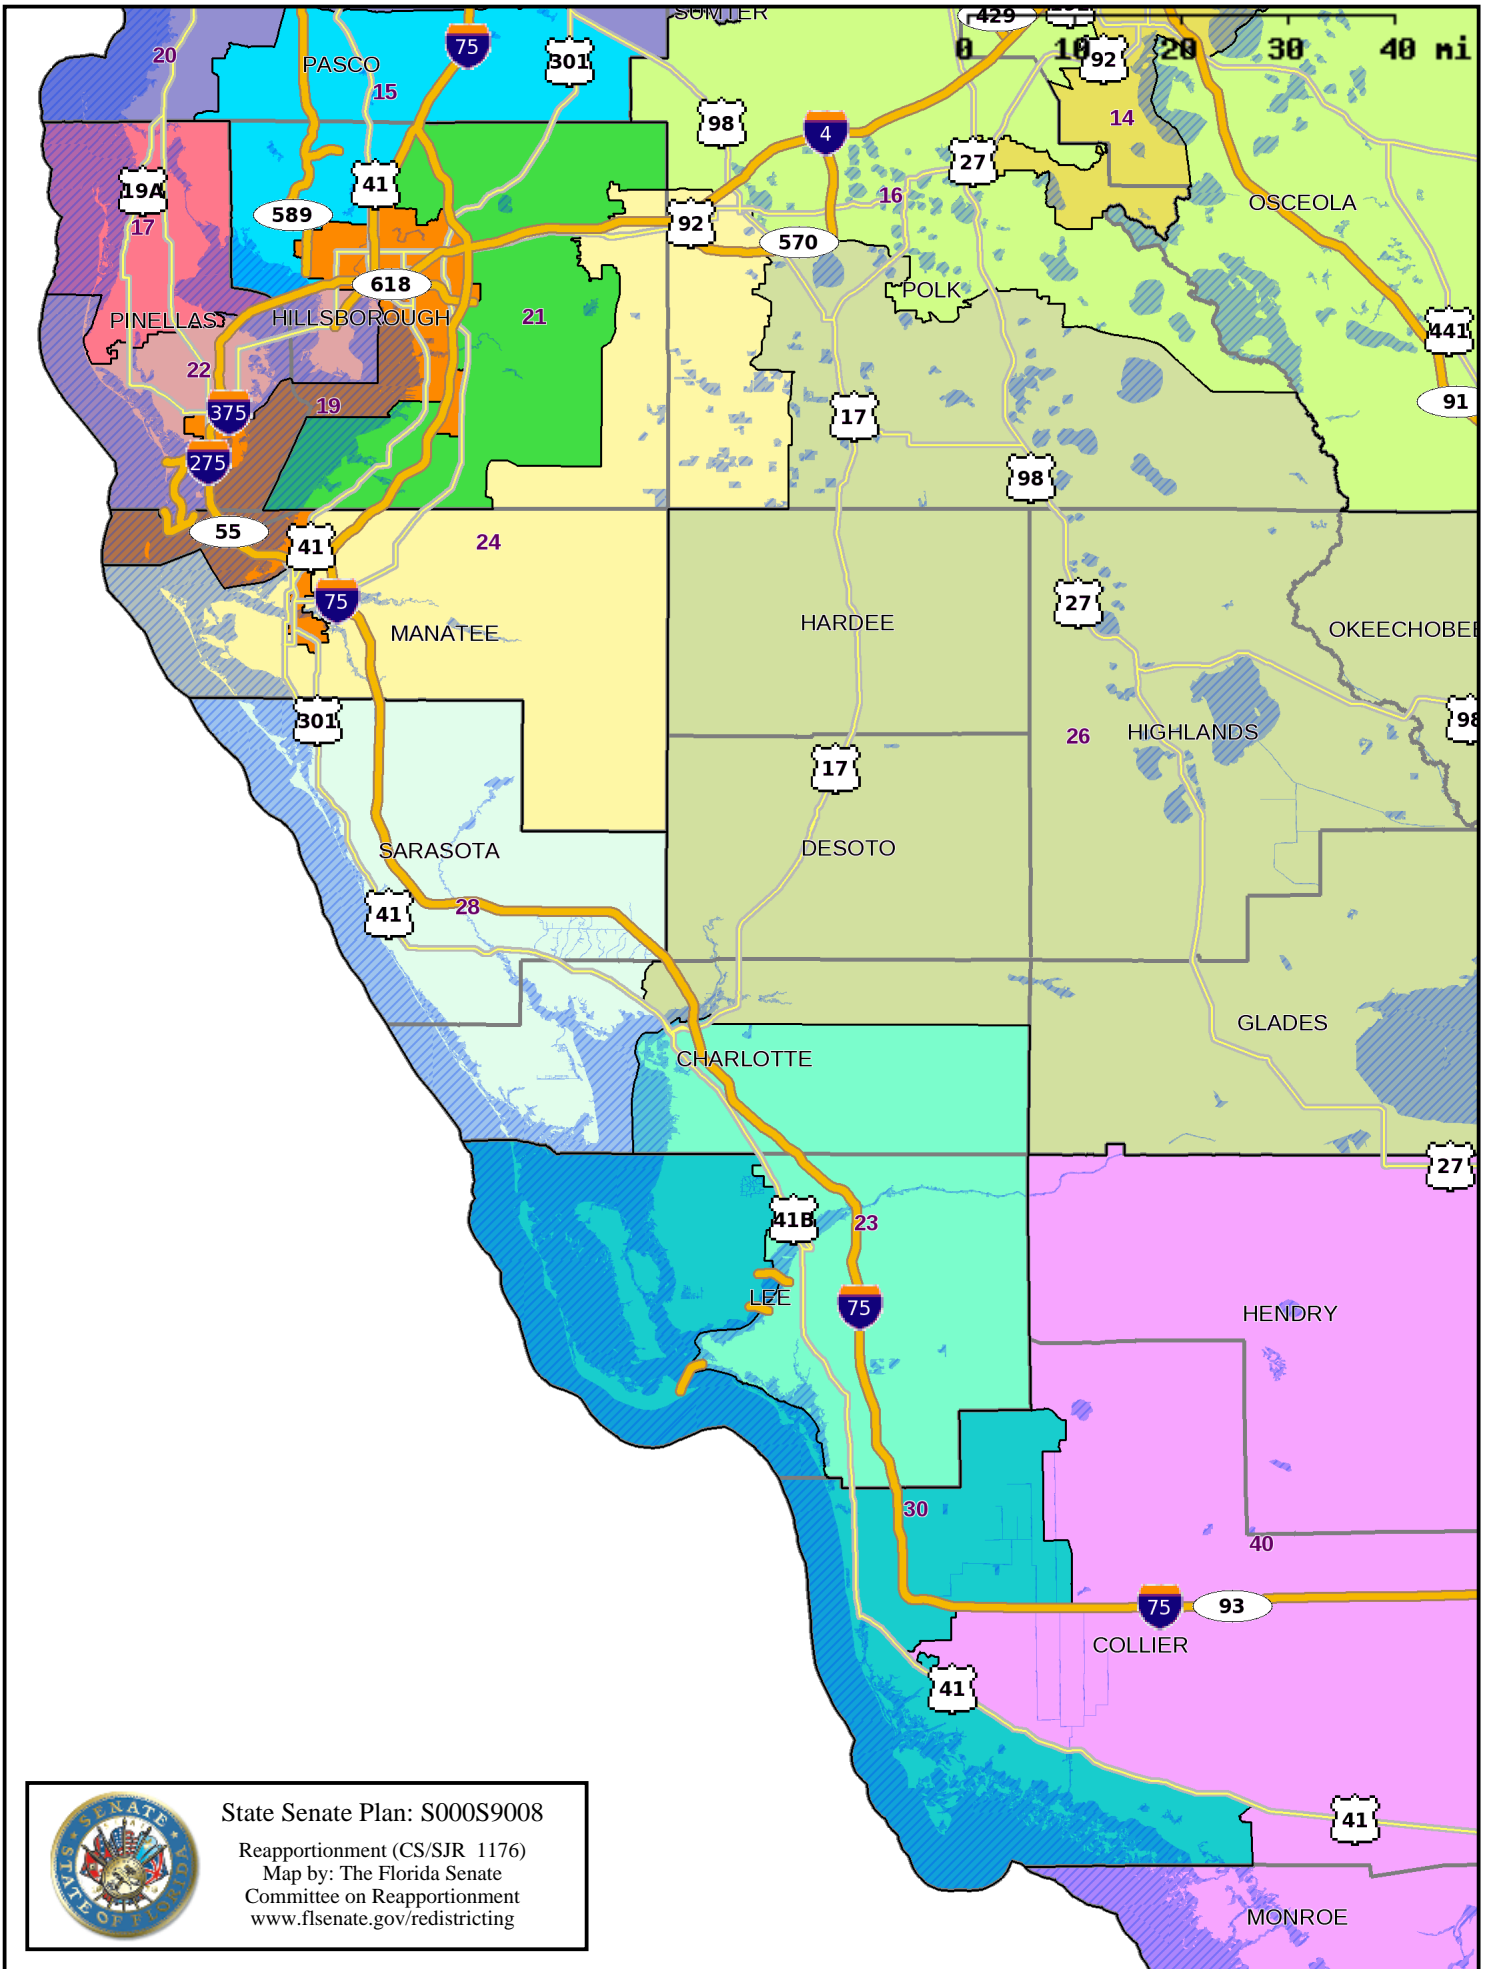 SUMTER
429
0 10 20 30 40 mi
20
PASCO
75
301
92
15
98
4
14
19A
41
27
16
OSCEOLA
17
589
92
570
618
POLK
PINELLAS
HILLSBOROUGH
21
441
22
375
19
17
91
275
98
55
41
24
75
27
MANATEE
HARDEE
OKEECHOBEE
301
98
26
HIGHLANDS
17
SARASOTA
DESOTO
28
41
GLADES
CHARLOTTE
27
41B
23
LEE
75
HENDRY
30
40
75
93
COLLIER
41
41
MONROE
STATE OF FLORIDA
SENATE
State Senate Plan: S000S9008
Reapportionment (CS/SJR 1176)
Map by: The Florida Senate
Committee on Reapportionment
www.flsenate.gov/redistricting